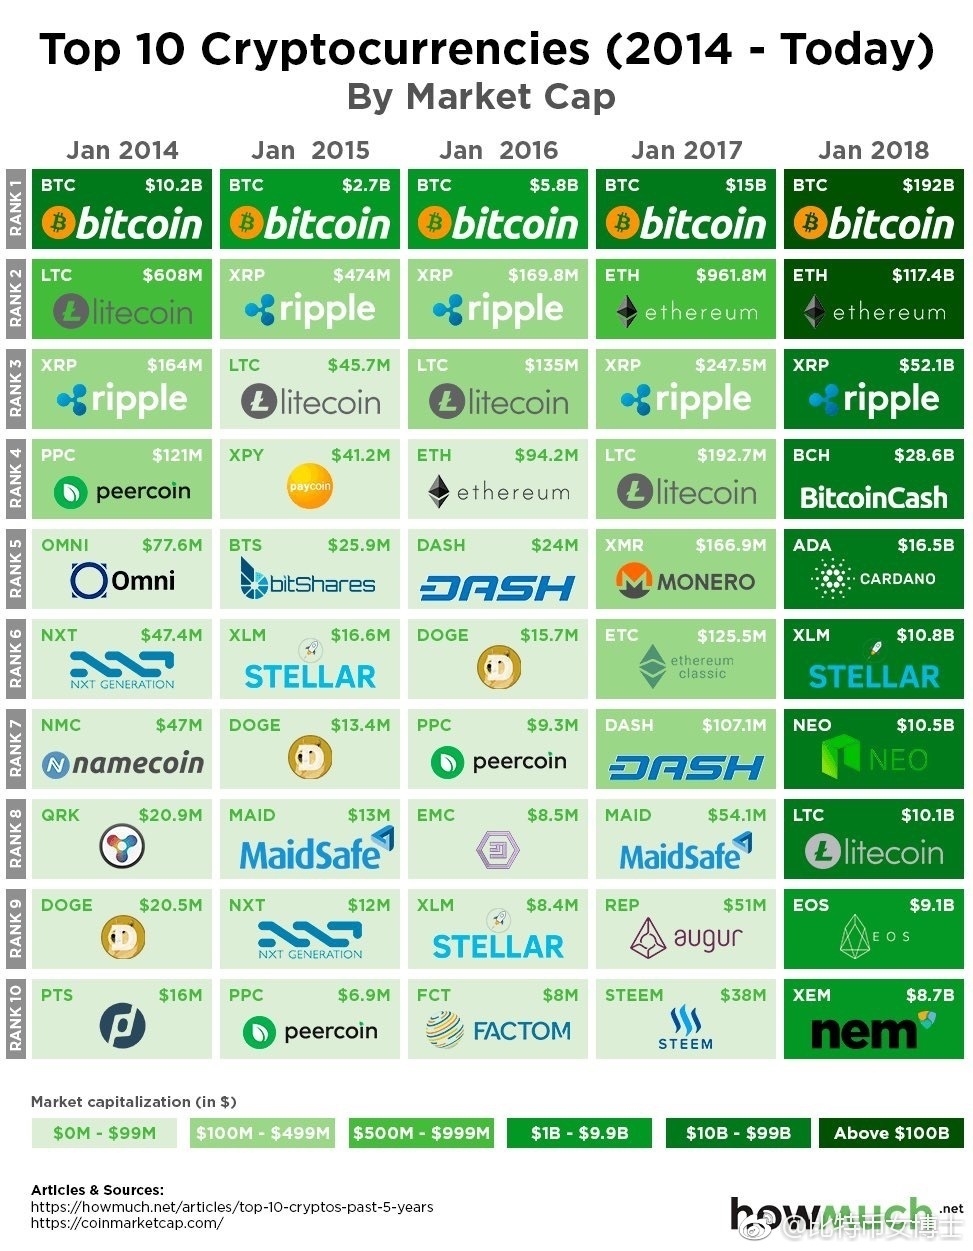 Top 10 Cryptocurrencies (2014 - Today)
By Market Cap
Jan 2014 Jan 2015 Jan 2016 Jan 2017 Jan 2018
RANK 1
BTC $10.2B BTC $2.7B BTC $5.8B BTC $15B BTC $192B
bitcoin bitcoin bitcoin bitcoin bitcoin
RANK 2
LTC $608M XRP $474M XRP $169.8M ETH $961.8M ETH $117.4B
litecoin ripple ripple ethereum ethereum
RANK 3
XRP $164M LTC $45.7M LTC $135M XRP $247.5M XRP $52.1B
ripple litecoin litecoin ripple ripple
RANK 4
PPC $121M XPY $41.2M ETH $94.2M LTC $192.7M BCH $28.6B
peercoin paycoin ethereum litecoin BitcoinCash
RANK 5
OMNI $77.6M BTS $25.9M DASH $24M XMR $166.9M ADA $16.5B
Omni bitShares DASH MONERO CARDANO
RANK 6
NXT $47.4M XLM $16.6M DOGE $15.7M ETC $125.5M XLM $10.8B
NXT GENERATION STELLAR D ethereum classic STELLAR
RANK 7
NMC $47M DOGE $13.4M PPC $9.3M DASH $107.1M NEO $10.5B
namecoin D peercoin DASH NEO
RANK 8
QRK $20.9M MAID $13M EMC $8.5M MAID $54.1M LTC $10.1B
MaidSafe MaidSafe litecoin
RANK 9
DOGE $20.5M NXT $12M XLM $8.4M REP $51M EOS $9.1B
D NXT GENERATION STELLAR augur EOS
RANK 10
PTS $16M PPC $6.9M FCT $8M STEEM $38M XEM $8.7B
peercoin FACTOM STEEM nem
Market capitalization (in $)
$0M - $99M $100M - $499M $500M - $999M $1B - $9.9B $10B - $99B Above $100B
Articles & Sources:
https://howmuch.net/articles/top-10-cryptos-past-5-years
https://coinmarketcap.com/
howmuch.net
@比特币女博士